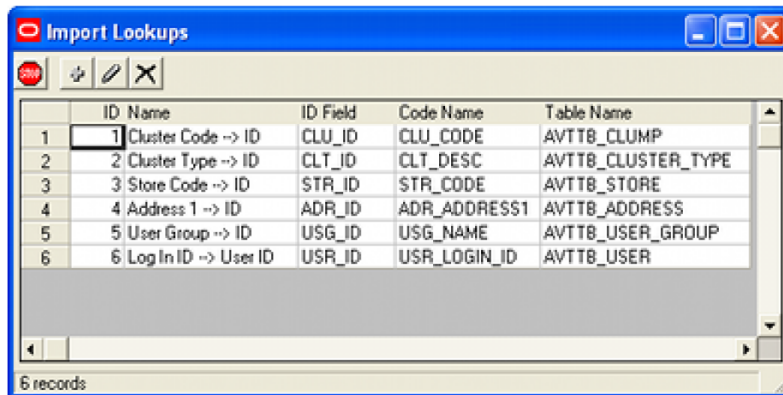 Import Lookups
STOP
ID Name ID Field Code Name Table Name
1 1 Cluster Code --> ID CLU_ID CLU_CODE AVTTB_CLUMP
2 2 Cluster Type --> ID CLT_ID CLT_DESC AVTTB_CLUSTER_TYPE
3 3 Store Code --> ID STR_ID STR_CODE AVTTB_STORE
4 4 Address 1 --> ID ADR_ID ADR_ADDRESS1 AVTTB_ADDRESS
5 5 User Group --> ID USG_ID USG_NAME AVTTB_USER_GROUP
6 6 Log In ID --> User ID USR_ID USR_LOGIN_ID AVTTB_USER
6 records